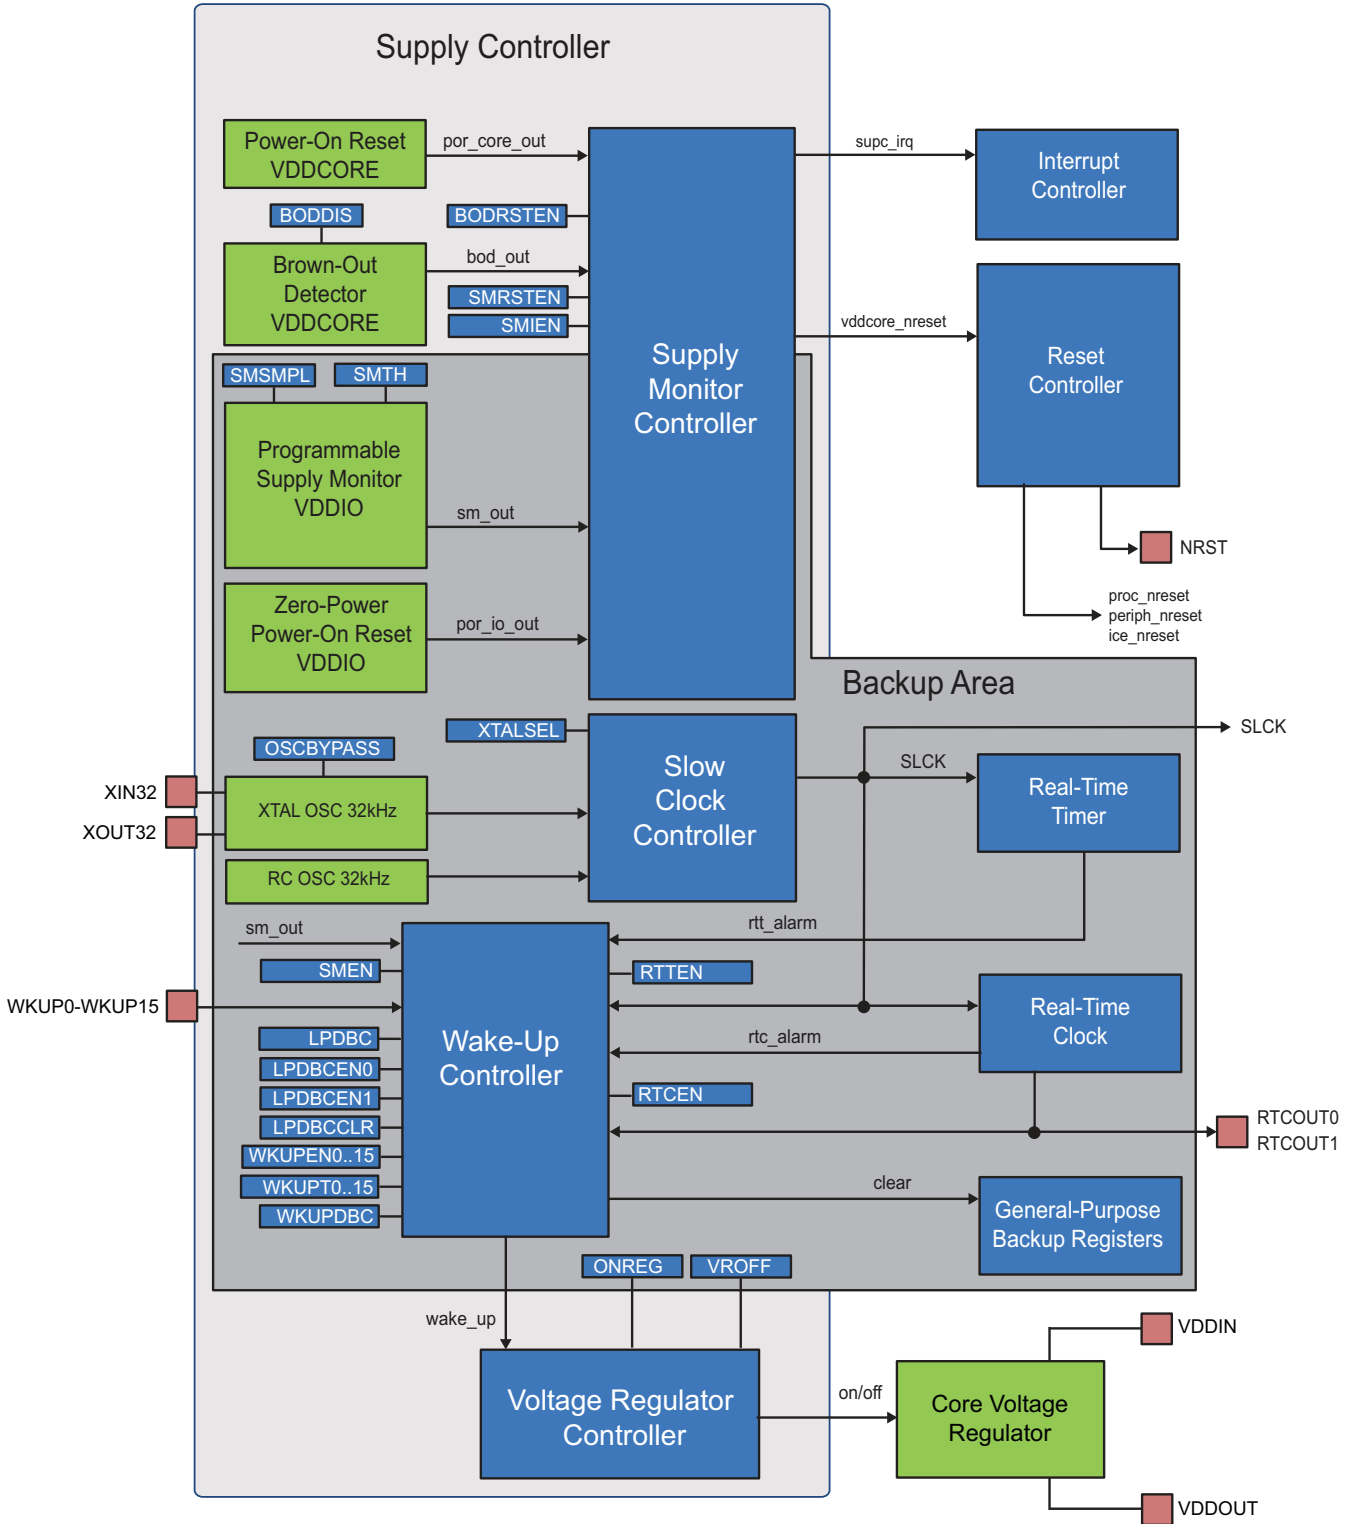 Supply Controller
Power-On Reset
VDDCORE
por_core_out
supc_irq
Interrupt
Controller
BODDIS
BODRSTEN
Brown-Out
Detector
VDDCORE
bod_out
SMRSTEN
SMIEN
vddcore_nreset
Reset
Controller
Supply
Monitor
Controller
SMSMPL
SMTH
Programmable
Supply Monitor
VDDIO
sm_out
NRST
proc_nreset
periph_nreset
ice_nreset
Zero-Power
Power-On Reset
VDDIO
por_io_out
Backup Area
XTALSEL
OSCBYPASS
SLCK
Slow
Clock
Controller
SLCK
Real-Time
Timer
XIN32
XOUT32
XTAL OSC 32kHz
RC OSC 32kHz
sm_out
rtt_alarm
SMEN
RTTEN
WKUP0-WKUP15
Wake-Up
Controller
Real-Time
Clock
LPDBC
rtc_alarm
LPDBCEN0
LPDBCEN1
RTCEN
LPDBCCLR
RTCOUT0
RTCOUT1
WKUPEN0..15
WKUPT0..15
WKUPDBC
clear
General-Purpose
Backup Registers
ONREG
VROFF
wake_up
VDDIN
Voltage Regulator
Controller
on/off
Core Voltage
Regulator
VDDOUT